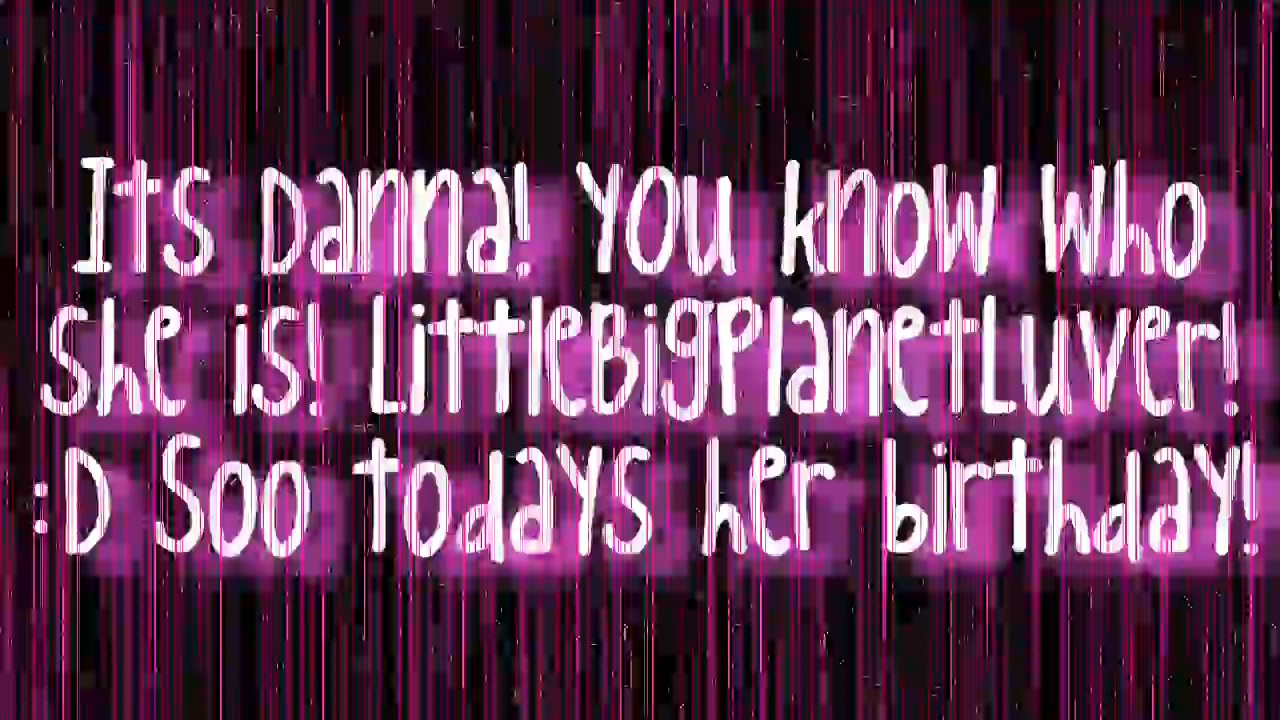 Its Danna! You know who
she is! LittleBigPlanetLuver!
:D Soo todays her birthday!